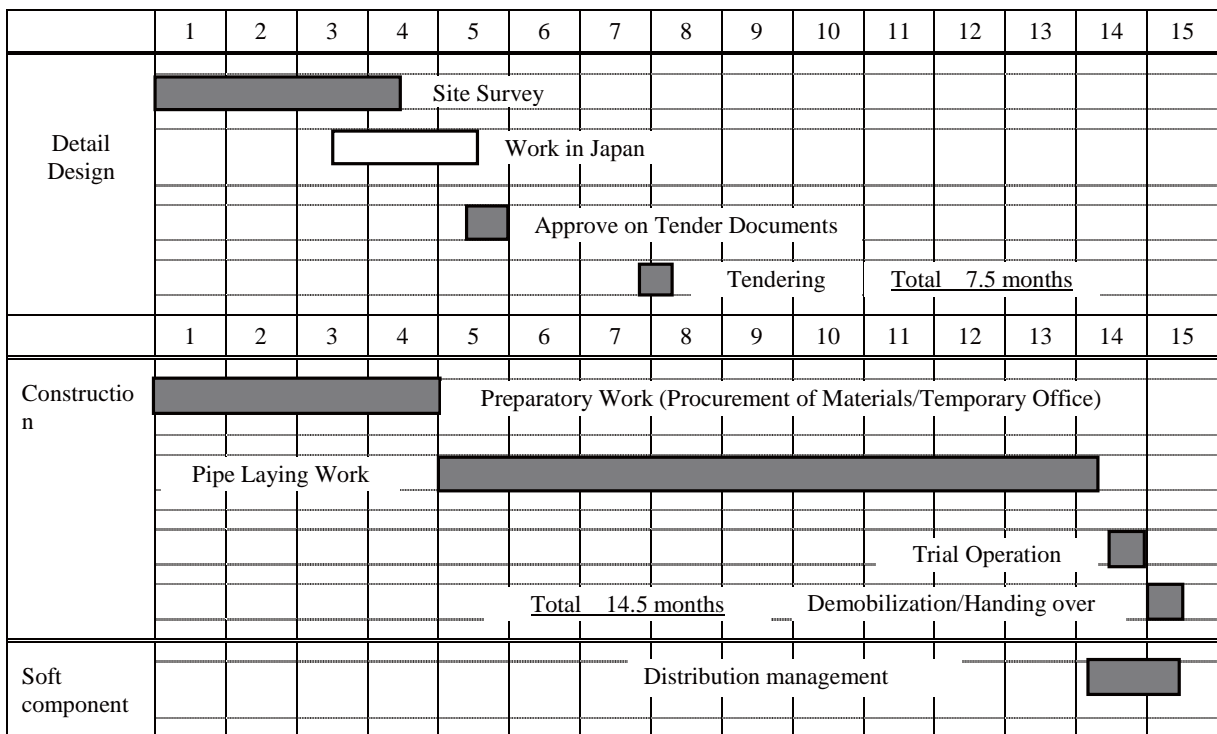 1 2 3 4 5 6 7 8 9 10 11 12 13 14 15
Detail
Design
Site Survey
Work in Japan
Approve on Tender Documents
Tendering Total 7.5 months
1 2 3 4 5 6 7 8 9 10 11 12 13 14 15
Constructio
n
Preparatory Work (Procurement of Materials/Temporary Office)
Pipe Laying Work
Trial Operation
Total 14.5 months Demobilization/Handing over
Soft
component
Distribution management